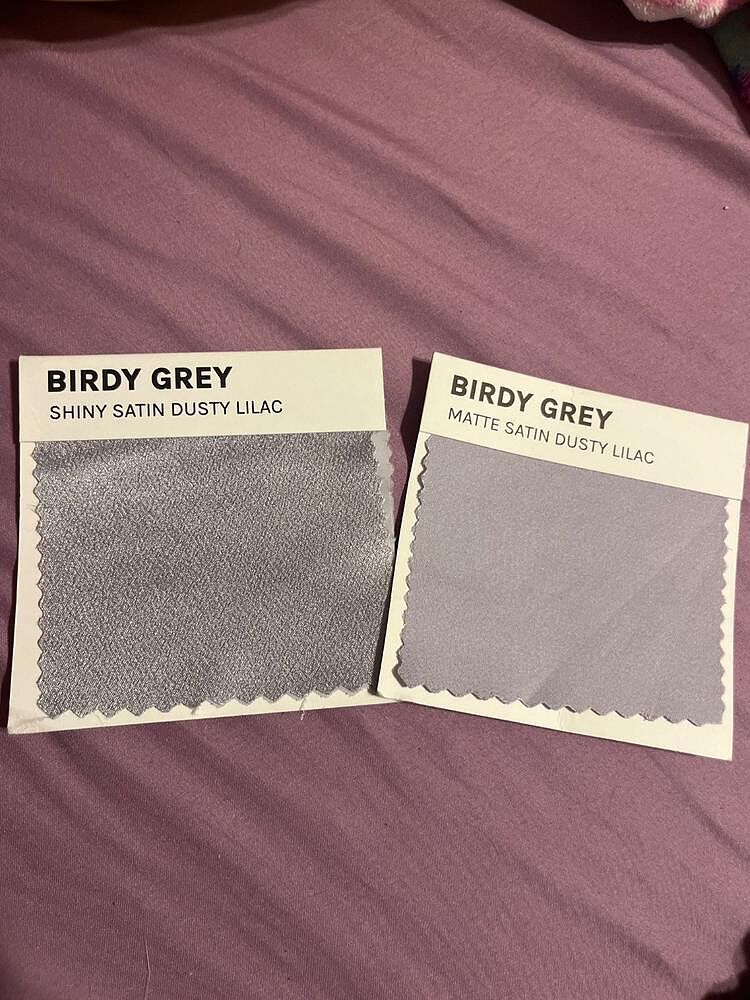 BIRDY GREY
SHINY SATIN DUSTY LILAC
BIRDY GREY
MATTE SATIN DUSTY LILAC